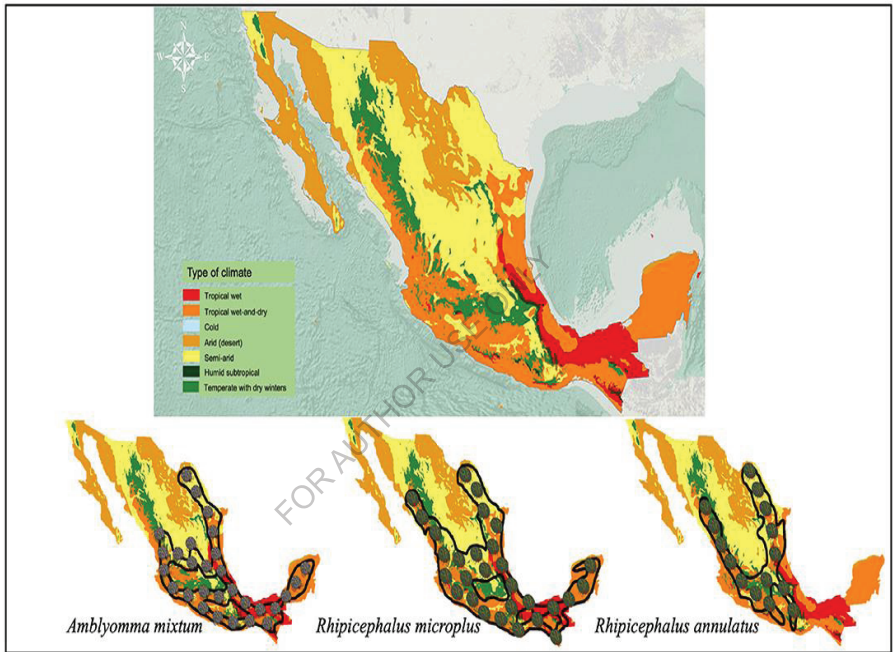 N
W E
S
Type of climate
Tropical wet
Tropical wet-and-dry
Cold
Arid (desert)
Semi-arid
Humid subtropical
Temperate with dry winters
FOR AUTHOR USE ONLY
Amblyomma mixtum
Rhipicephalus microplus
Rhipicephalus annulatus